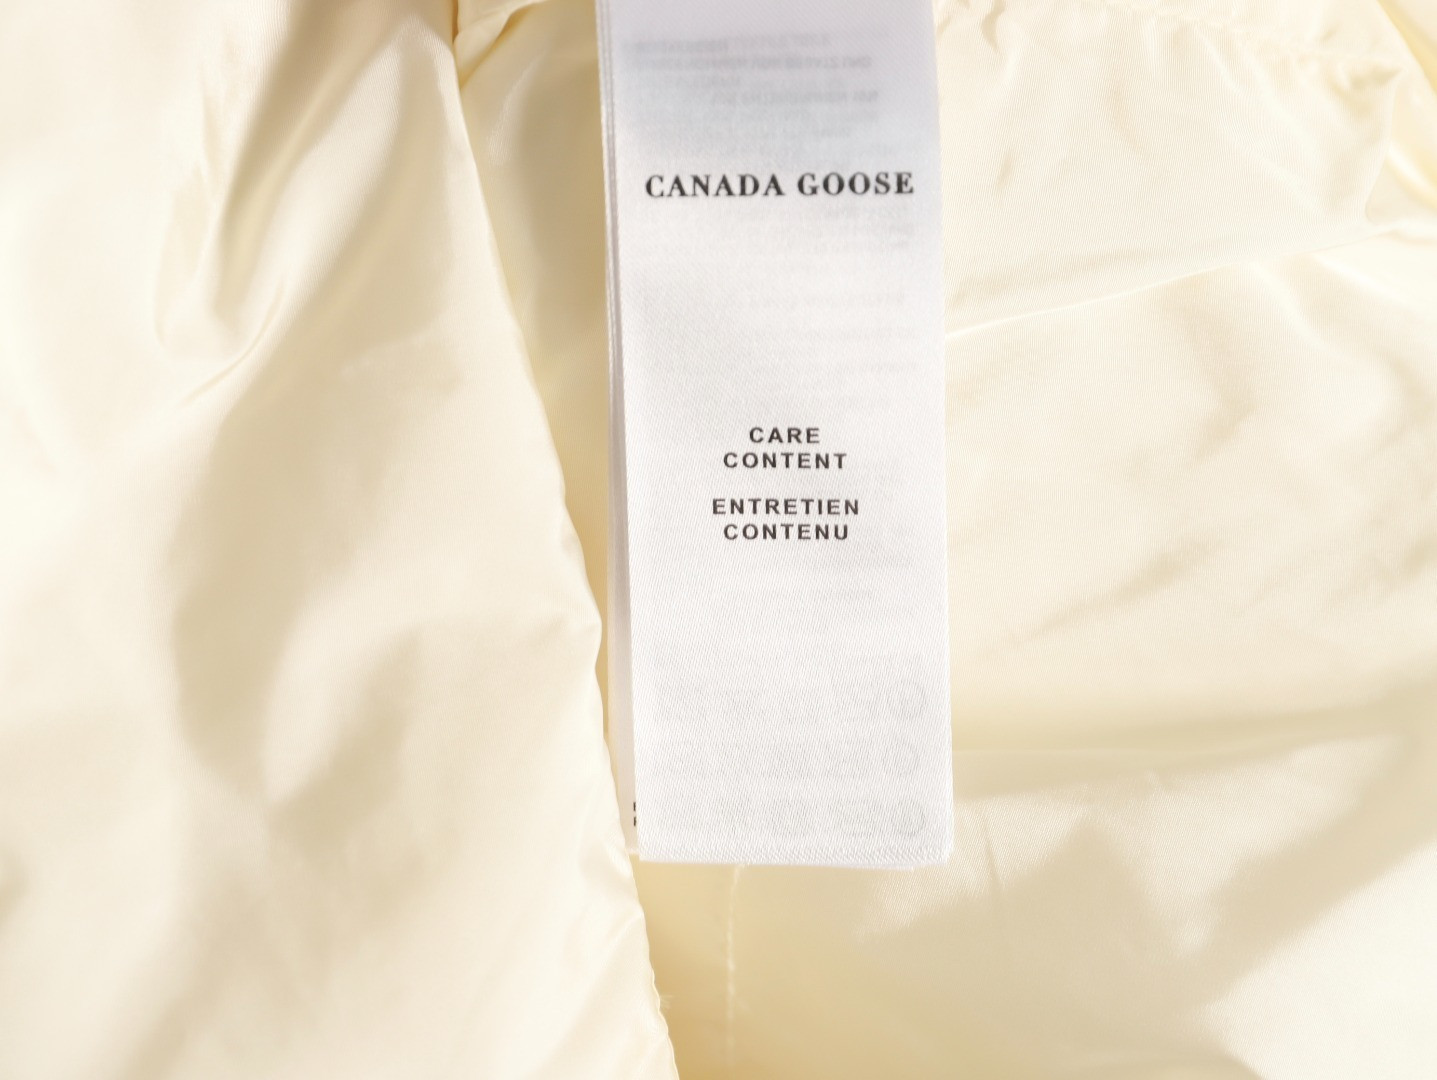 CANADA GOOSE
CARE
CONTENT
ENTRETIEN
CONTENU